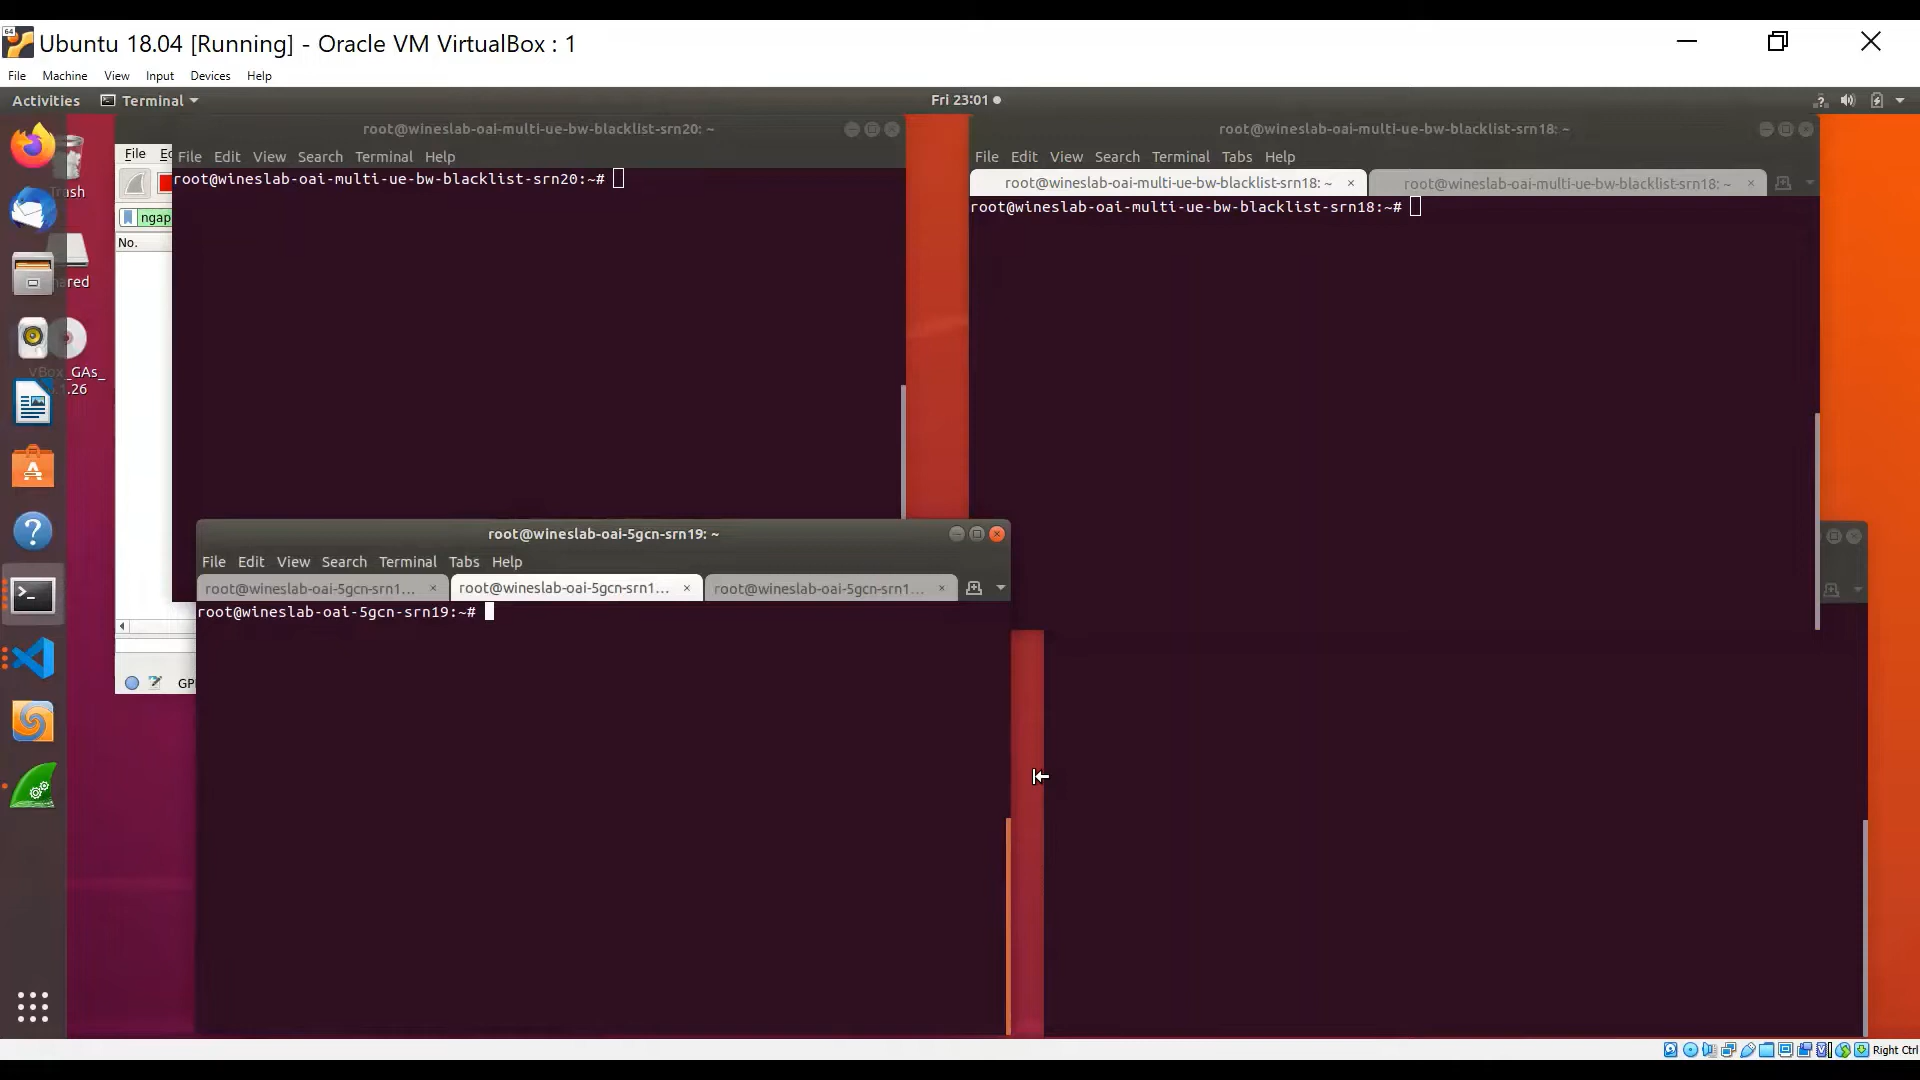 Ubuntu 18.04 [Running] - Oracle VM VirtualBox : 1
File Machine View Input Devices Help
Activities Terminal Fri 23:01
root@wineslab-oai-multi-ue-bw-blacklist-srn20: ~
File Edit View Search Terminal Help
root@wineslab-oai-multi-ue-bw-blacklist-srn20:~#
root@wineslab-oai-multi-ue-bw-blacklist-srn18: ~
File Edit View Search Terminal Tabs Help
root@wineslab-oai-multi-ue-bw-blacklist-srn18: ~ × root@wineslab-oai-multi-ue-bw-blacklist-srn18: ~ ×
root@wineslab-oai-multi-ue-bw-blacklist-srn18:~#
File
ngap
No.
GP
Trash
VBox_GAs_
root@wineslab-oai-5gcn-srn19: ~
File Edit View Search Terminal Tabs Help
root@wineslab-oai-5gcn-srn1... × root@wineslab-oai-5gcn-srn1... × root@wineslab-oai-5gcn-srn1... ×
root@wineslab-oai-5gcn-srn19:~#
Right Ctrl